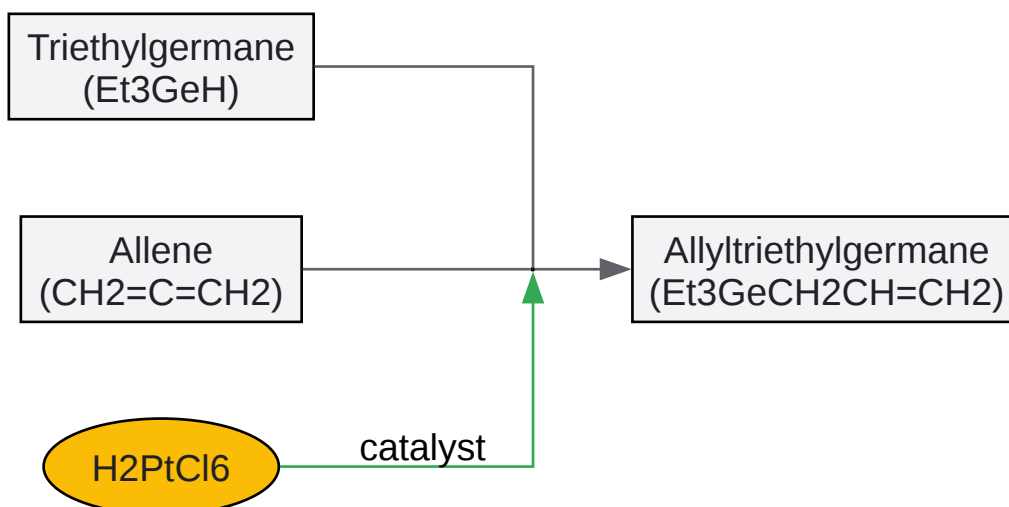 Triethylgermane
(Et3GeH)
Allene
(CH2=C=CH2)
Allyltriethylgermane
(Et3GeCH2CH=CH2)
H2PtCl6
catalyst